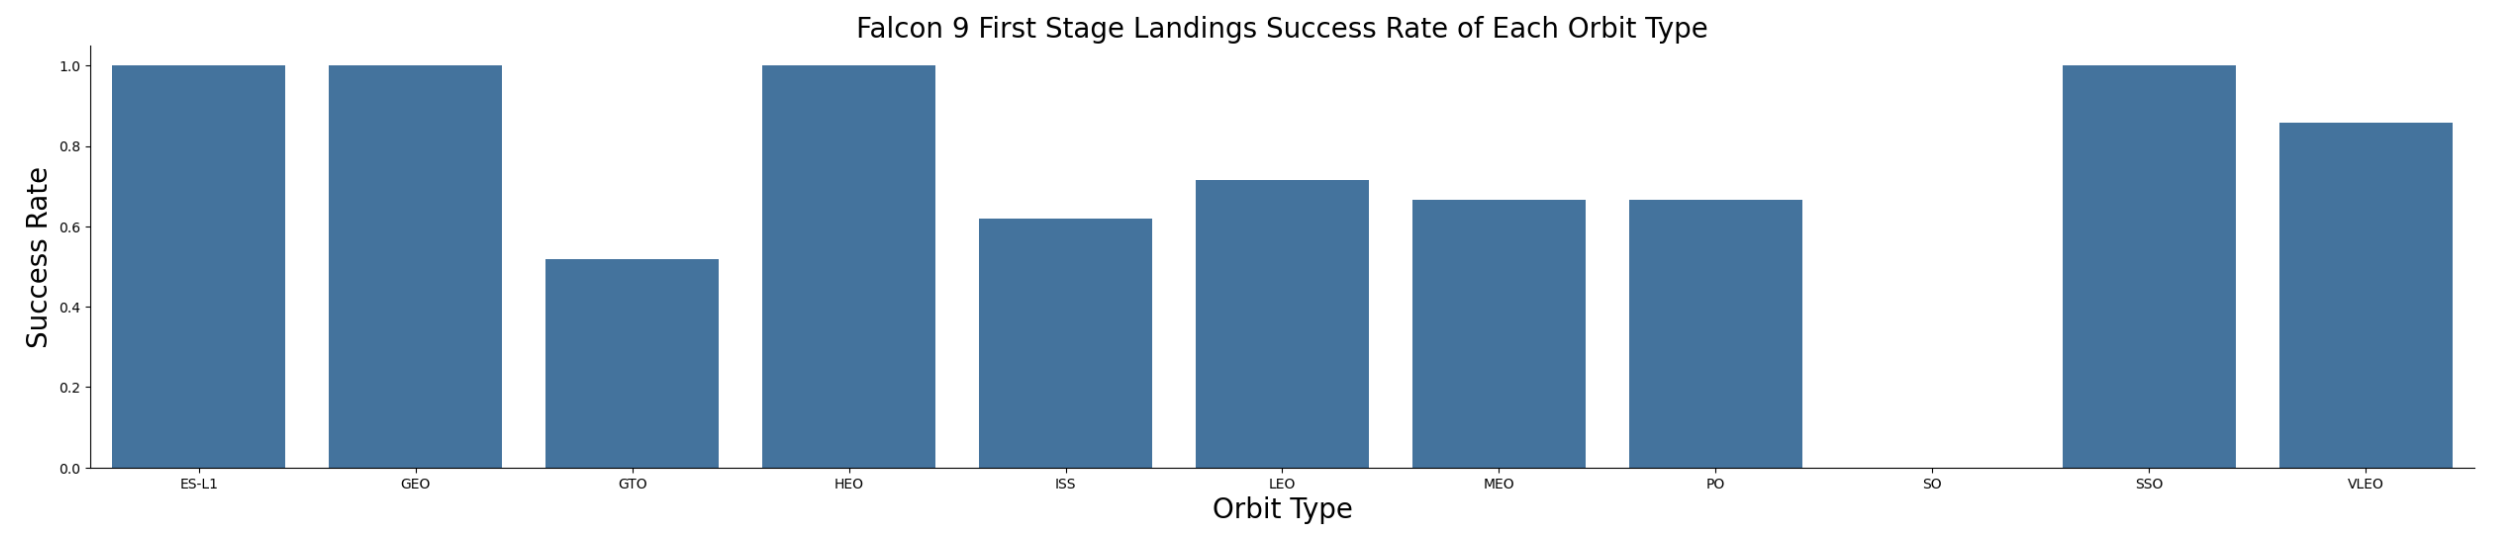 Falcon 9 First Stage Landings Success Rate of Each Orbit Type
Success Rate
1.0
0.8
0.6
0.4
0.2
0.0
ES-L1 GEO GTO HEO ISS LEO MEO PO SO SSO VLEO
Orbit Type